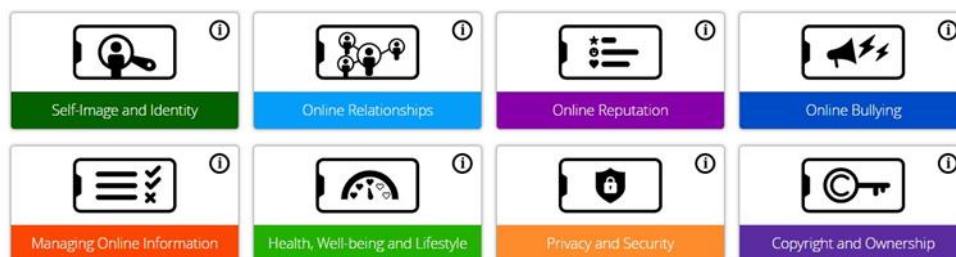 Self-Image and Identity
Online Relationships
Online Reputation
Online Bullying
Managing Online Information
Health, Well-being and Lifestyle
Privacy and Security
Copyright and Ownership